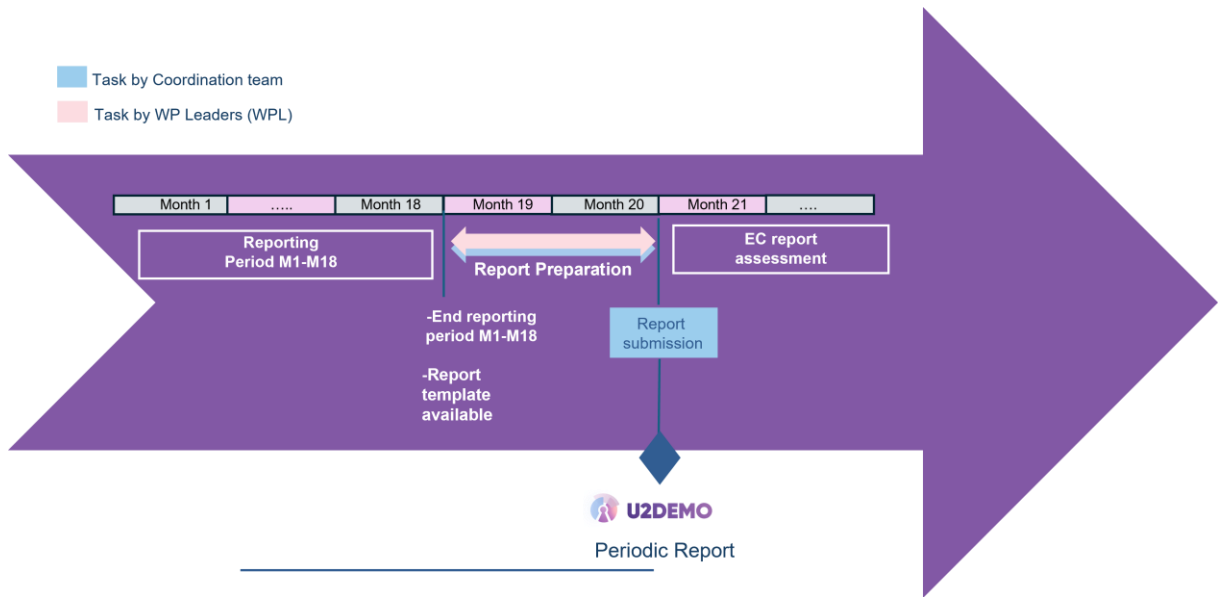 Task by Coordination team
Task by WP Leaders (WPL)
Month 1
.....
Month 18
Month 19
Month 20
Month 21
....
Reporting
Period M1-M18
Report Preparation
EC report
assessment
-End reporting
period M1-M18
-Report
template
available
Report
submission
U2DEMO
Periodic Report